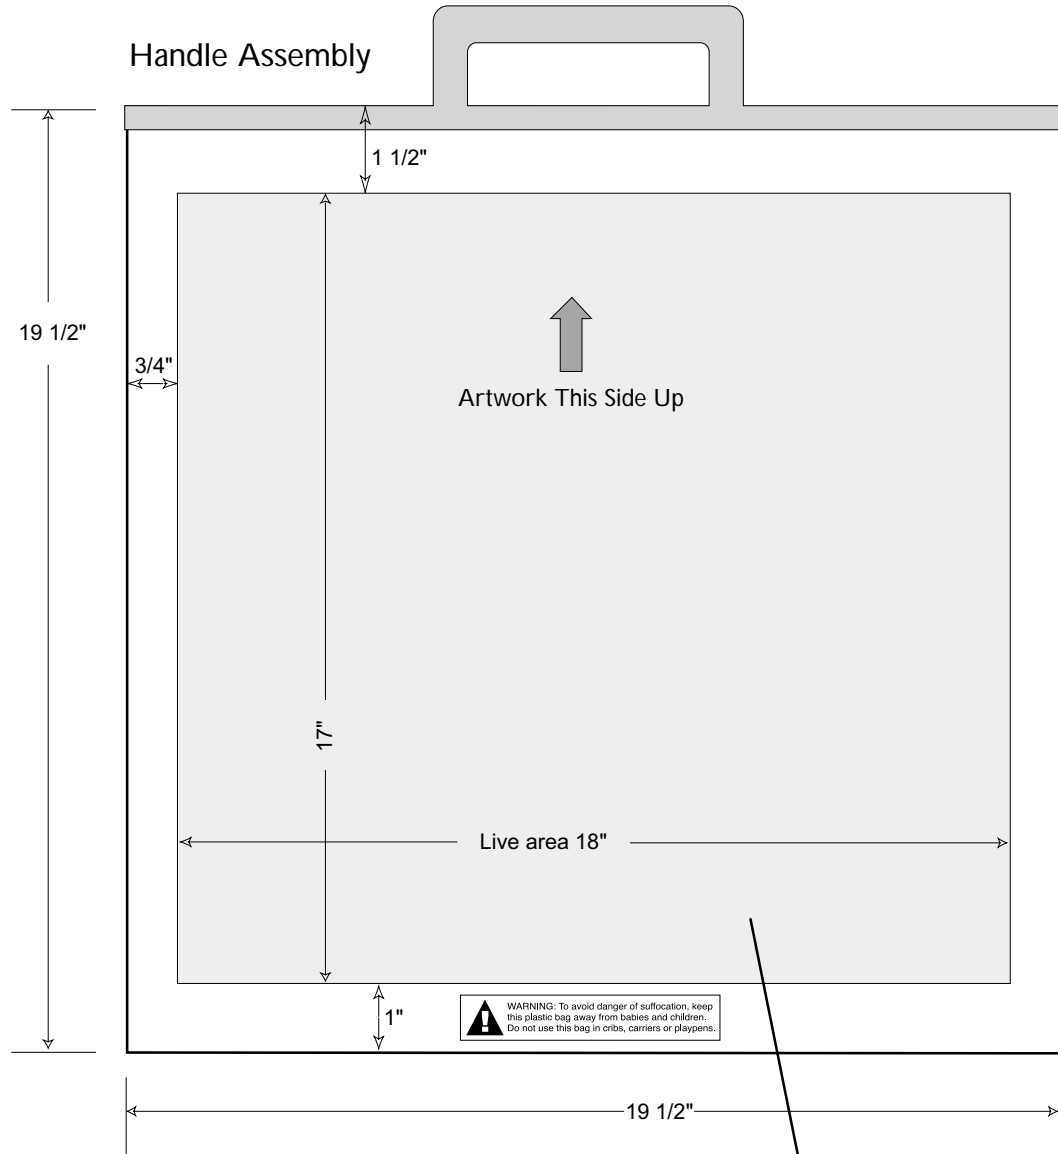 Handle Assembly
1 1/2"
19 1/2"
3/4"
Artwork This Side Up
17"
Live area 18"
1"
WARNING: To avoid danger of suffocation, keep
this plastic bag away from babies and children.
Do not use this bag in cribs, carriers or playpens.
19 1/2"